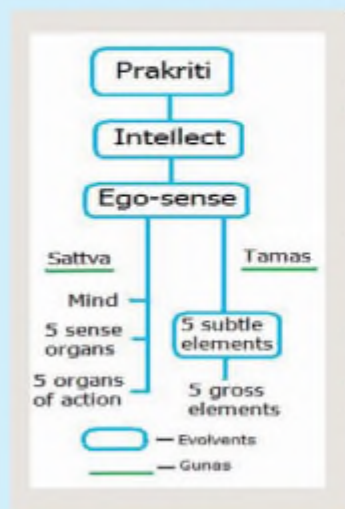 Prakriti
Intellect
Ego-sense
Sattva
Tamas
Mind
5 sense
organs
5 organs
of action
5 subtle
elements
5 gross
elements
— Evolvents
— Gunas